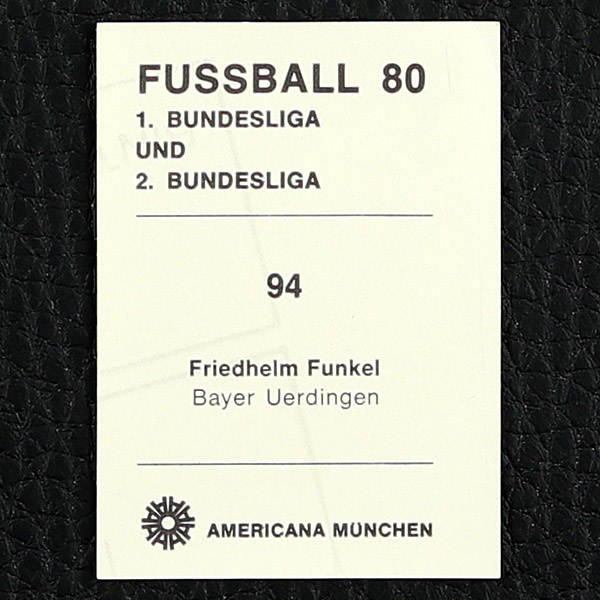 FUSSBALL 80
1. BUNDESLIGA
UND
2. BUNDESLIGA
94
Friedhelm Funkel
Bayer Uerdingen
AMERICANA MÜNCHEN